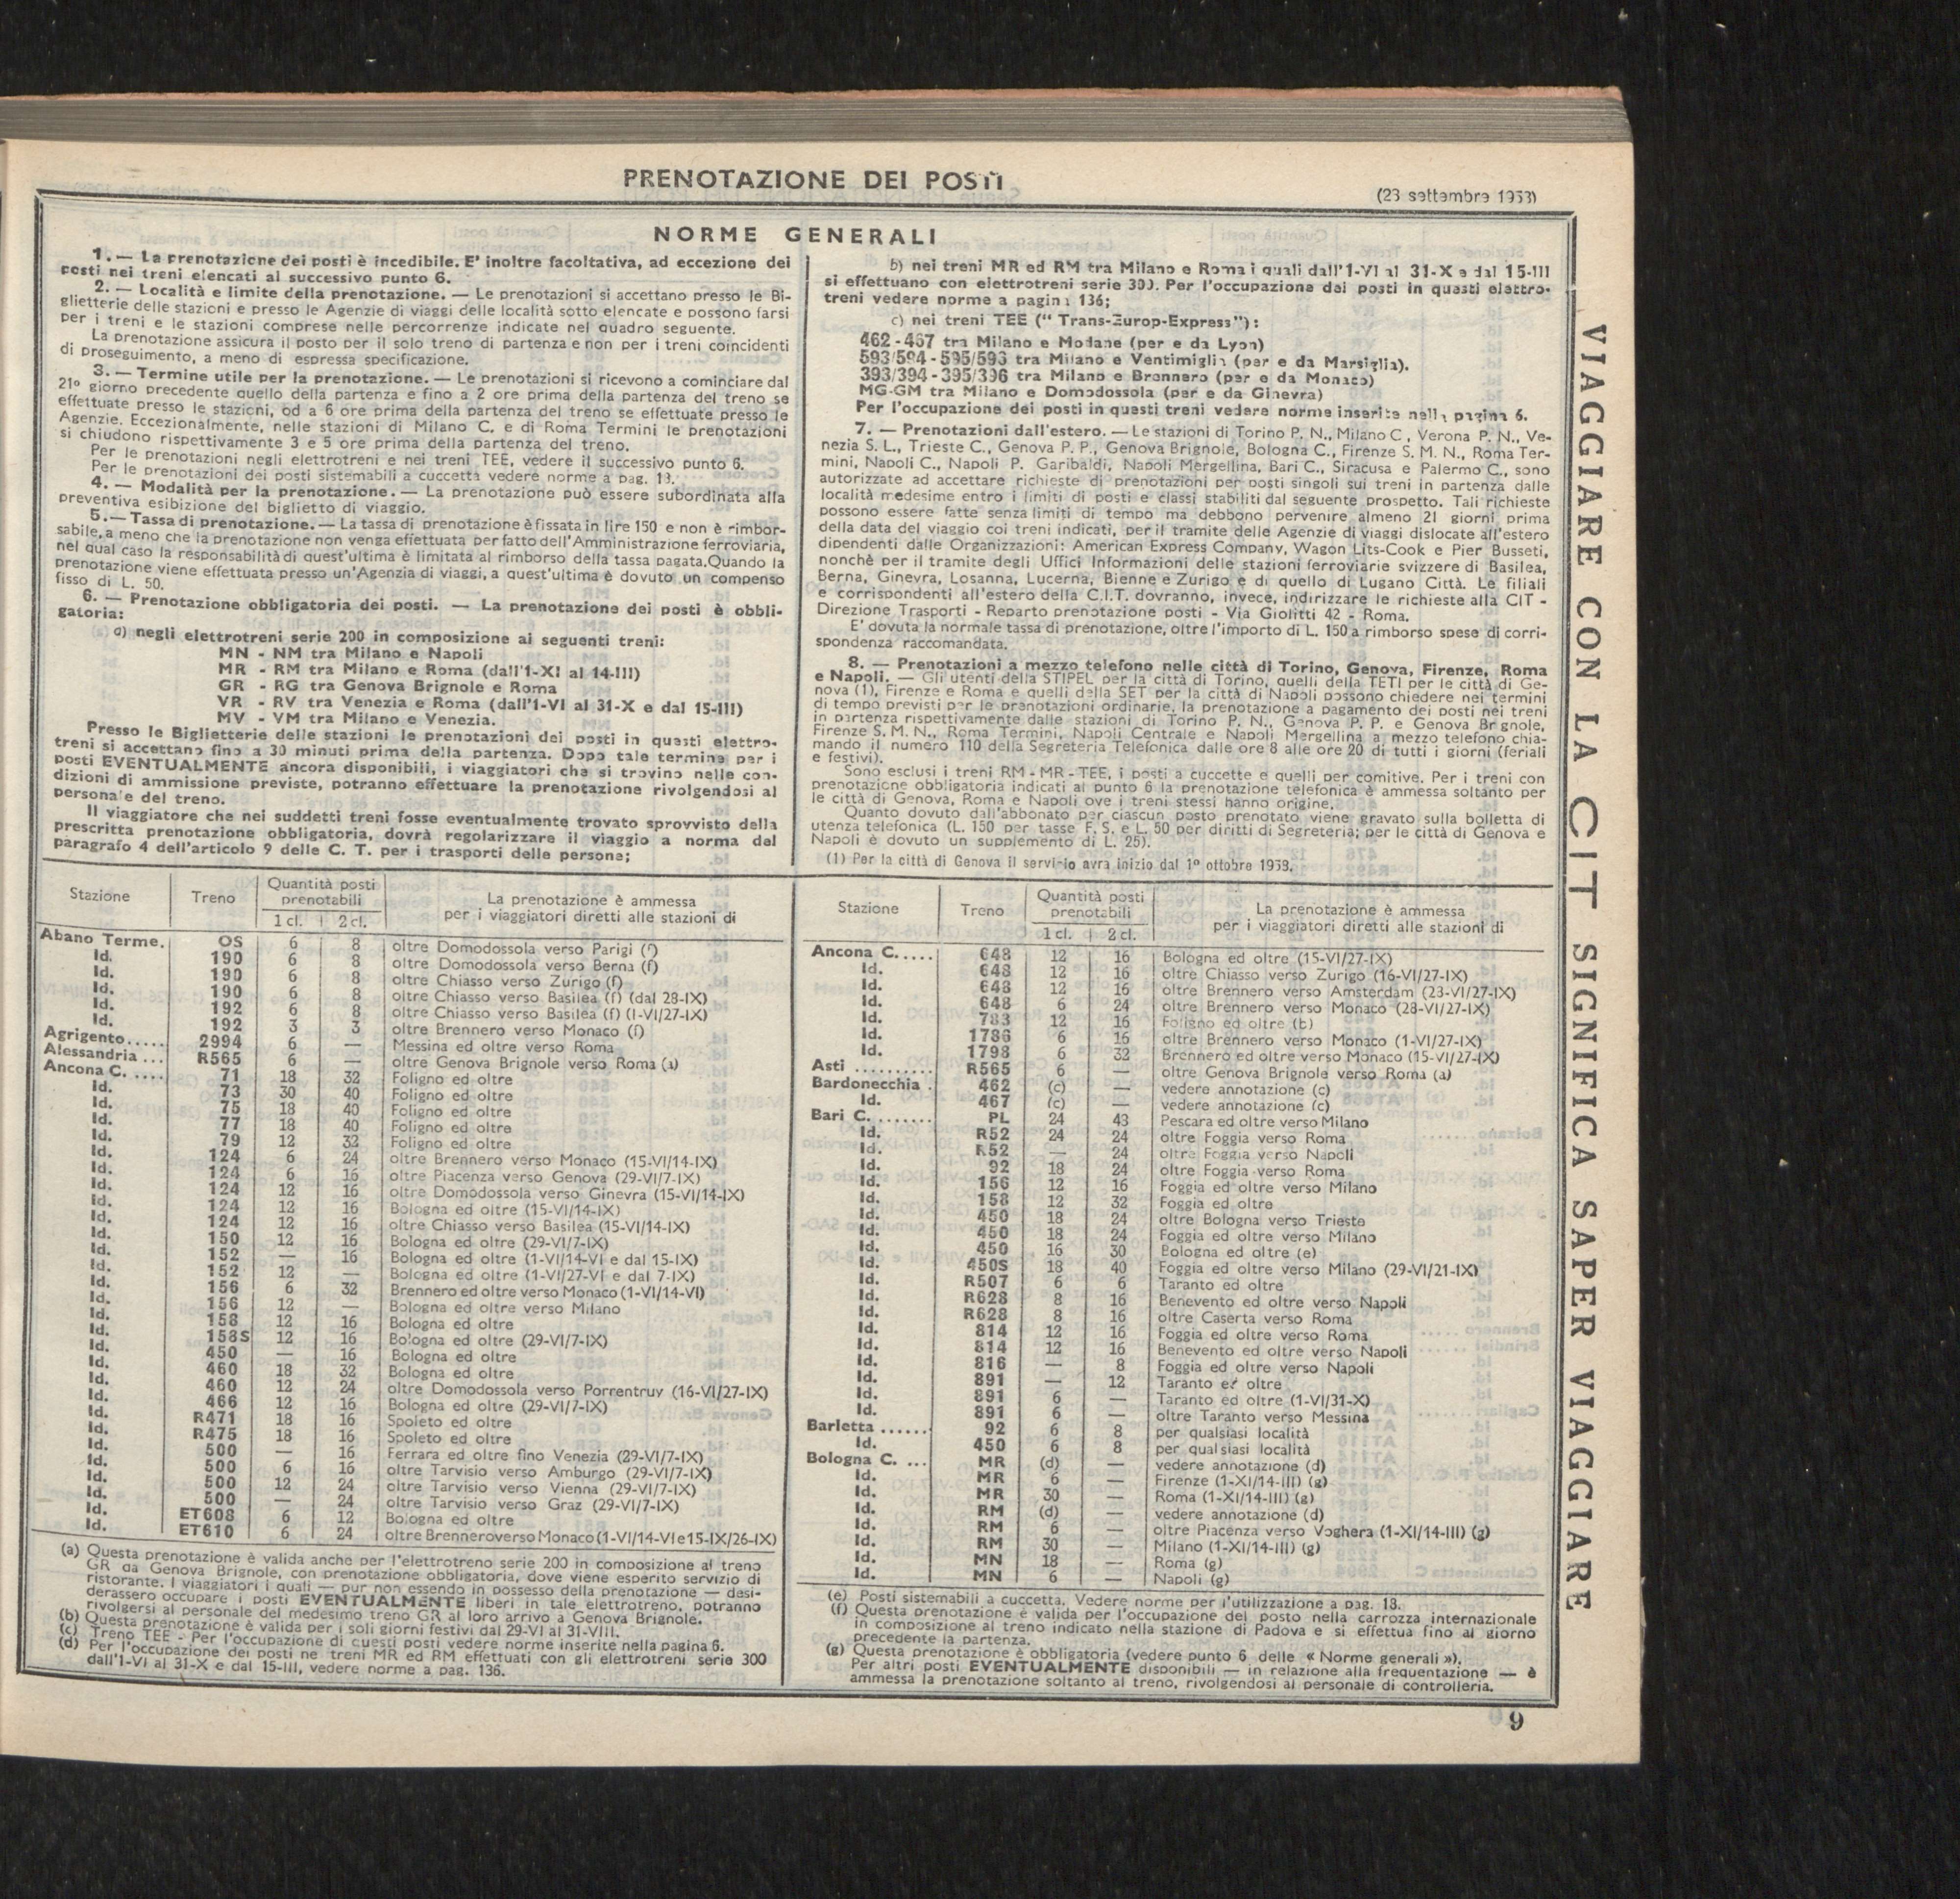 PRENOTAZIONE DEI POSTI
(23 settembre 1958)
NORME GENERALI
1. — La prenotazione dei posti è incedibile. E' inoltre facoltativa, ad eccezione dei
posti nei treni elencati al successivo punto 6.
2. — Località e limite della prenotazione. — Le prenotazioni si accettano presso le Bi-
glietterie delle stazioni e presso le Agenzie di viaggi delle località sotto elencate e possono farsi
per i treni e le stazioni comprese nelle percorrenze indicate nel quadro seguente.
La prenotazione assicura il posto per il solo treno di partenza e non per i treni coincidenti
di proseguimento, a meno di espressa specificazione.
3. — Termine utile per la prenotazione. — Le prenotazioni si ricevono a cominciare dal
21º giorno precedente quello della partenza e fino a 2 ore prima della partenza del treno se
effettuate presso le stazioni, od a 6 ore prima della partenza del treno se effettuate presso le
Agenzie. Eccezionalmente, nelle stazioni di Milano C. e di Roma Termini le prenotazioni
si chiudono rispettivamente 3 e 5 ore prima della partenza del treno.
Per le prenotazioni negli elettrotreni e nei treni TEE, vedere il successivo punto 6.
Per le prenotazioni dei posti sistemabili a cuccetta vedere norme a pag. 18.
4. — Modalità per la prenotazione. — La prenotazione può essere subordinata alla
preventiva esibizione del biglietto di viaggio.
5. — Tassa di prenotazione. — La tassa di prenotazione è fissata in lire 150 e non è rimbor-
sabile, a meno che la prenotazione non venga effettuata per fatto dell'Amministrazione ferroviaria,
nel qual caso la responsabilità di quest'ultima è limitata al rimborso della tassa pagata. Quando la
prenotazione viene effettuata presso un'Agenzia di viaggi, a quest'ultima è dovuto un compenso
fisso di L. 50.
6. — Prenotazione obbligatoria dei posti. — La prenotazione dei posti è obbli-
gatoria:
a) negli elettrotreni serie 200 in composizione ai seguenti treni:
MN - NM tra Milano e Napoli
MR - RM tra Milano e Roma (dall'1-XI al 14-III)
GR - RG tra Genova Brignole e Roma
VR - RV tra Venezia e Roma (dall'1-VI al 31-X e dal 15-III)
MV - VM tra Milano e Venezia.
Presso le Biglietterie delle stazioni le prenotazioni dei posti in questi elettro-
treni si accettano fino a 30 minuti prima della partenza. Dopo tale termine per i
posti EVENTUALMENTE ancora disponibili, i viaggiatori che si trovino nelle con-
dizioni di ammissione previste, potranno effettuare la prenotazione rivolgendosi al
personale del treno.
Il viaggiatore che nei suddetti treni fosse eventualmente trovato sprovvisto della
prescritta prenotazione obbligatoria, dovrà regolarizzare il viaggio a norma del
paragrafo 4 dell'articolo 9 delle C. T. per i trasporti delle persone;
b) nei treni MR ed RM tra Milano e Roma i quali dall'1-VI al 31-X e dal 15-III
si effettuano con elettrotreni serie 300. Per l'occupazione dei posti in questi elettro-
treni vedere norme a pagina 136;
c) nei treni TEE (“ Trans-Europ-Express”):
462 - 467 tra Milano e Modane (per e da Lyon)
593/594 - 595/596 tra Milano e Ventimiglia (per e da Marsiglia).
393/394 - 395/396 tra Milano e Brennero (per e da Monaco)
MG-GM tra Milano e Domodossola (per e da Ginevra)
Per l'occupazione dei posti in questi treni vedere norme inserite nella pagina 6.
7. — Prenotazioni dall'estero. — Le stazioni di Torino P. N., Milano C., Verona P. N., Ve-
nezia S. L., Trieste C., Genova P. P., Genova Brignole, Bologna C., Firenze S. M. N., Roma Ter-
mini, Napoli C., Napoli P. Garibaldi, Napoli Mergellina, Bari C., Siracusa e Palermo C., sono
autorizzate ad accettare richieste di prenotazioni per posti singoli sui treni in partenza dalle
località medesime entro i limiti di posti e classi stabiliti dal seguente prospetto. Tali richieste
possono essere fatte senza limiti di tempo ma debbono pervenire almeno 21 giorni prima
della data del viaggio coi treni indicati, per il tramite delle Agenzie di viaggi dislocate all'estero
dipendenti dalle Organizzazioni: American Express Company, Wagon Lits-Cook e Pier Busseti,
nonchè per il tramite degli Uffici Informazioni delle stazioni ferroviarie svizzere di Basilea,
Berna, Ginevra, Losanna, Lucerna, Bienne e Zurigo e di quello di Lugano Città. Le filiali
e corrispondenti all'estero della C.I.T. dovranno, invece, indirizzare le richieste alla CIT -
Direzione Trasporti - Reparto prenotazione posti - Via Giolitti 42 - Roma.
E' dovuta la normale tassa di prenotazione, oltre l'importo di L. 150 a rimborso spese di corri-
spondenza raccomandata.
8. — Prenotazioni a mezzo telefono nelle città di Torino, Genova, Firenze, Roma
e Napoli. — Gli utenti della STIPEL per la città di Torino, quelli della TETI per le città di Ge-
nova (1), Firenze e Roma e quelli della SET per la città di Napoli possono chiedere nei termini
di tempo previsti per le prenotazioni ordinarie, la prenotazione a pagamento dei posti nei treni
in partenza rispettivamente dalle stazioni di Torino P. N., Genova P. P. e Genova Brignole,
Firenze S. M. N., Roma Termini, Napoli Centrale e Napoli Mergellina a mezzo telefono chia-
mando il numero 110 della Segreteria Telefonica dalle ore 8 alle ore 20 di tutti i giorni (feriali
e festivi).
Sono esclusi i treni RM - MR - TEE, i posti a cuccette e quelli per comitive. Per i treni con
prenotazione obbligatoria indicati al punto 6 la prenotazione telefonica è ammessa soltanto per
le città di Genova, Roma e Napoli ove i treni stessi hanno origine.
Quanto dovuto dall'abbonato per ciascun posto prenotato viene gravato sulla bolletta di
utenza telefonica (L. 150 per tasse F. S. e L. 50 per diritti di Segreteria; per le città di Genova e
Napoli è dovuto un supplemento di L. 25).
(1) Per la città di Genova il servizio avrà inizio dal 1º ottobre 1958.
Stazione Treno Quantità posti prenotabili La prenotazione è ammessa
1 cl. 2 cl. per i viaggiatori diretti alle stazioni di
Abano Terme. OS 6 8 oltre Domodossola verso Parigi (f)
Id. 190 6 8 oltre Domodossola verso Berna (f)
Id. 190 6 8 oltre Chiasso verso Zurigo (f)
Id. 190 6 8 oltre Chiasso verso Basilea (f) (dal 28-IX)
Id. 192 6 8 oltre Chiasso verso Basilea (f) (1-VI/27-IX)
Id. 192 3 3 oltre Brennero verso Monaco (f)
Agrigento..... 2994 6 — Messina ed oltre verso Roma
Alessandria ... R565 6 — oltre Genova Brignole verso Roma (a)
Ancona C. .... 71 18 32 Foligno ed oltre
Id. 73 30 40 Foligno ed oltre
Id. 75 18 40 Foligno ed oltre
Id. 77 18 40 Foligno ed oltre
Id. 79 12 32 Foligno ed oltre
Id. 124 6 24 oltre Brennero verso Monaco (15-VI/14-IX)
Id. 124 6 16 oltre Piacenza verso Genova (29-VI/7-IX)
Id. 124 12 16 oltre Domodossola verso Ginevra (15-VI/14-IX)
Id. 124 12 16 Bologna ed oltre (15-VI/14-IX)
Id. 124 12 16 oltre Chiasso verso Basilea (15-VI/14-IX)
Id. 150 12 16 Bologna ed oltre (29-VI/7-IX)
Id. 152 — 16 Bologna ed oltre (1-VI/14-VI e dal 15-IX)
Id. 152 12 — Bologna ed oltre (1-VI/27-VI e dal 7-IX)
Id. 156 6 32 Brennero ed oltre verso Monaco (1-VI/14-VI)
Id. 156 12 — Bologna ed oltre verso Milano
Id. 158 12 16 Bologna ed oltre
Id. 158S 12 16 Bologna ed oltre (29-VI/7-IX)
Id. 450 — 16 Bologna ed oltre
Id. 460 18 32 Bologna ed oltre
Id. 460 12 24 oltre Domodossola verso Porrentruy (16-VI/27-IX)
Id. 466 12 16 Bologna ed oltre (29-VI/7-IX)
Id. R471 18 16 Spoleto ed oltre
Id. R475 18 16 Spoleto ed oltre
Id. 500 — 16 Ferrara ed oltre fino Venezia (29-VI/7-IX)
Id. 500 6 16 oltre Tarvisio verso Amburgo (29-VI/7-IX)
Id. 500 12 24 oltre Tarvisio verso Vienna (29-VI/7-IX)
Id. 500 — 24 oltre Tarvisio verso Graz (29-VI/7-IX)
Id. ET608 6 12 Bologna ed oltre
Id. ET610 6 24 oltre Brennero verso Monaco (1-VI/14-VI e 15-IX/26-IX)
(a) Questa prenotazione è valida anche per l'elettrotreno serie 200 in composizione al treno
GR da Genova Brignole, con prenotazione obbligatoria, dove viene esperito servizio di
ristorante. I viaggiatori i quali — pur non essendo in possesso della prenotazione — desi-
derassero occupare i posti EVENTUALMENTE liberi in tale elettrotreno, potranno
rivolgersi al personale del medesimo treno GR al loro arrivo a Genova Brignole.
(b) Questa prenotazione è valida per i soli giorni festivi dal 29-VI al 31-VIII.
(c) Treno TEE - Per l'occupazione di questi posti vedere norme inserite nella pagina 6.
(d) Per l'occupazione dei posti ne treni MR ed RM effettuati con gli elettrotreni serie 300
dall'1-VI al 31-X e dal 15-III, vedere norme a pag. 136.
Stazione Treno Quantità posti prenotabili La prenotazione è ammessa
1 cl. 2 cl. per i viaggiatori diretti alle stazioni di
Ancona C..... 648 12 16 Bologna ed oltre (15-VI/27-IX)
Id. 648 12 16 oltre Chiasso verso Zurigo (16-VI/27-IX)
Id. 648 12 16 oltre Brennero verso Amsterdam (23-VI/27-IX)
Id. 648 6 24 oltre Brennero verso Monaco (28-VI/27-IX)
Id. 783 12 16 Foligno ed oltre (b)
Id. 1786 6 16 oltre Brennero verso Monaco (1-VI/27-IX)
Id. 1798 6 32 Brennero ed oltre verso Monaco (15-VI/27-IX)
Asti .......... R565 6 — oltre Genova Brignole verso Roma (a)
Bardonecchia . 462 (c) — vedere annotazione (c)
Id. 467 (c) — vedere annotazione (c)
Bari C. ........ PL 24 48 Pescara ed oltre verso Milano
Id. R52 24 24 oltre Foggia verso Roma
Id. R52 — 24 oltre Foggia verso Napoli
Id. 92 18 24 oltre Foggia verso Roma
Id. 156 12 16 Foggia ed oltre verso Milano
Id. 158 12 32 Foggia ed oltre
Id. 450 18 24 oltre Bologna verso Trieste
Id. 450 18 24 Foggia ed oltre verso Milano
Id. 450 16 30 Bologna ed oltre (e)
Id. 450S 18 40 Foggia ed oltre verso Milano (29-VI/21-IX)
Id. R507 6 6 Taranto ed oltre
Id. R628 8 16 Benevento ed oltre verso Napoli
Id. R628 8 16 oltre Caserta verso Roma
Id. 814 12 16 Foggia ed oltre verso Roma
Id. 814 12 16 Benevento ed oltre verso Napoli
Id. 816 — 8 Foggia ed oltre verso Napoli
Id. 891 — 12 Taranto ed oltre
Id. 891 6 — Taranto ed oltre (1-VI/31-X)
Id. 891 6 — oltre Taranto verso Messina
Barletta ...... 92 6 8 per qualsiasi località
Id. 450 6 8 per qualsiasi località
Bologna C. ... MR (d) — vedere annotazione (d)
Id. MR 6 — Firenze (1-XI/14-III) (g)
Id. MR 30 — Roma (1-XI/14-III) (g)
Id. RM (d) — vedere annotazione (d)
Id. RM 6 — oltre Piacenza verso Voghera (1-XI/14-III) (g)
Id. RM 30 — Milano (1-XI/14-III) (g)
Id. MN 18 — Roma (g)
Id. MN 6 — Napoli (g)
(e) Posti sistemabili a cuccetta. Vedere norme per l'utilizzazione a pag. 18.
(f) Questa prenotazione è valida per l'occupazione del posto nella carrozza internazionale
in composizione al treno indicato nella stazione di Padova e si effettua fino al giorno
precedente la partenza.
(g) Questa prenotazione è obbligatoria (vedere punto 6 delle « Norme generali »).
Per altri posti EVENTUALMENTE disponibili — in relazione alla frequentazione — è
ammessa la prenotazione soltanto al treno, rivolgendosi al personale di controlleria.
VIAGGIARE CON LA CIT SIGNIFICA SAPER VIAGGIARE
9